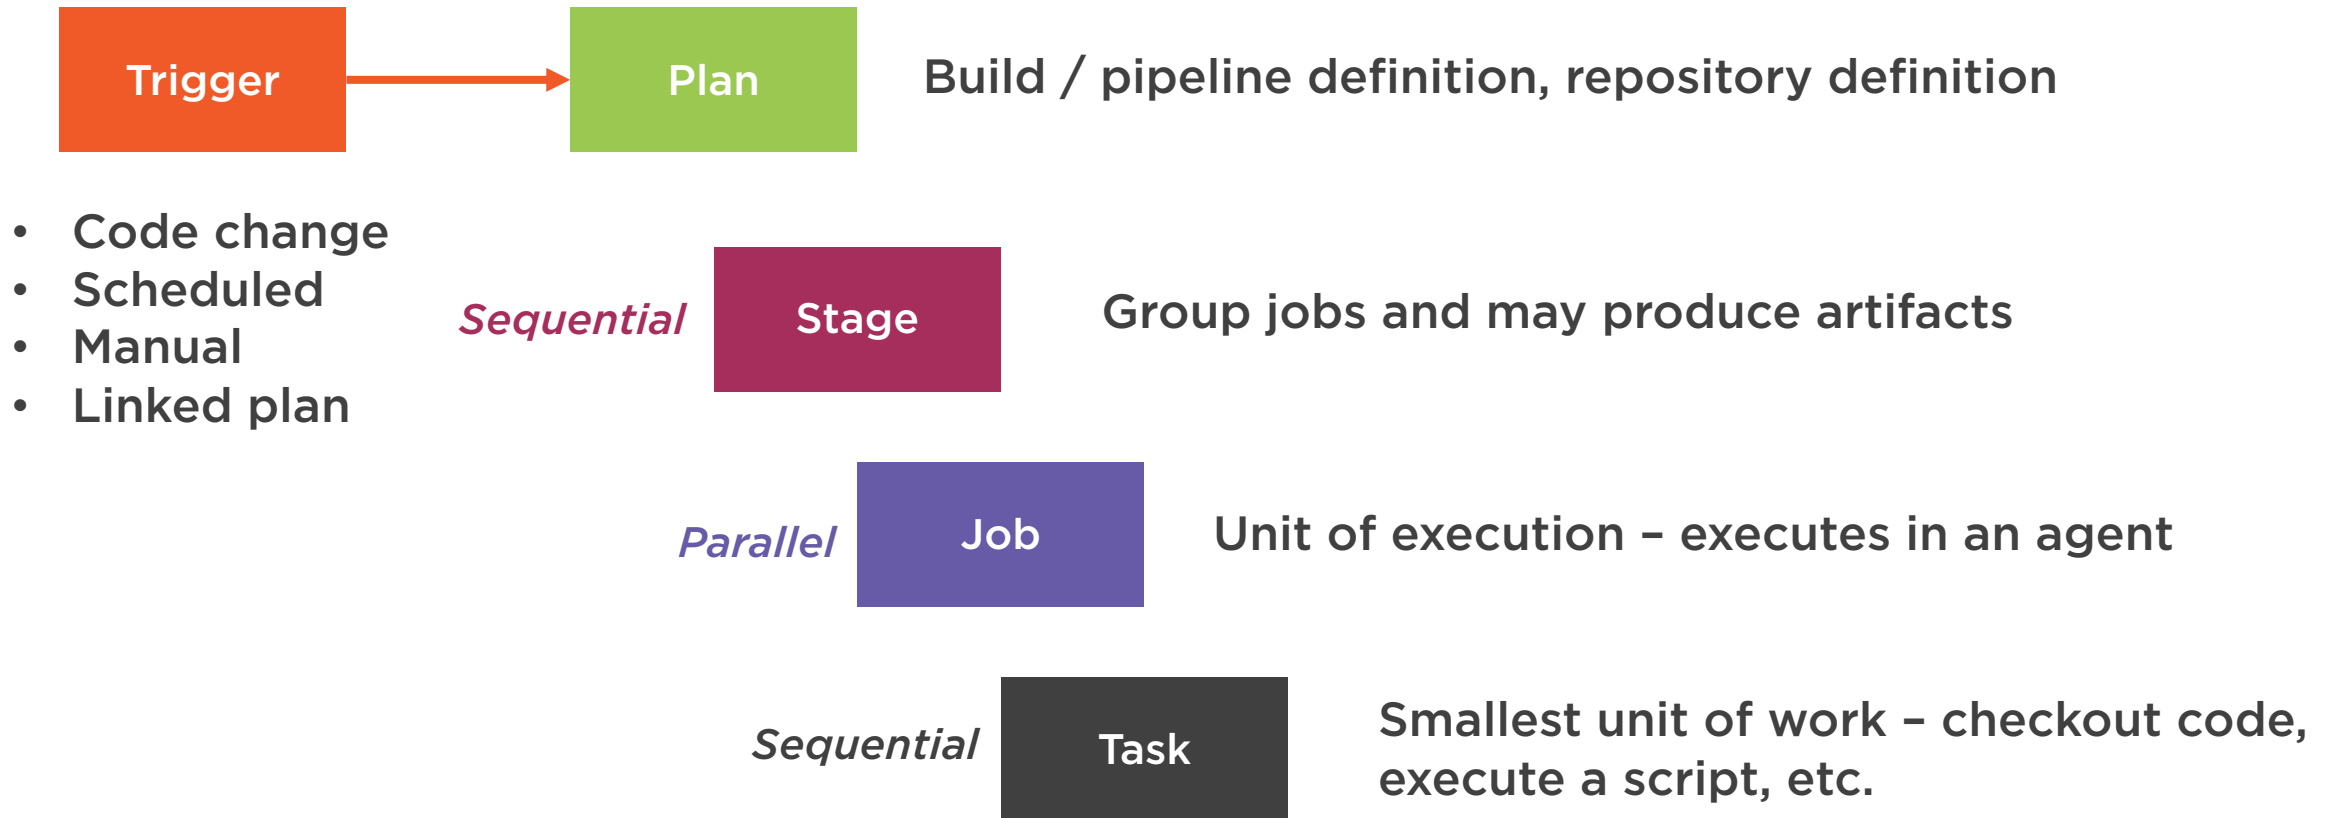 Trigger
Plan
Build / pipeline definition, repository definition
• Code change
• Scheduled
• Manual
• Linked plan
Sequential
Stage
Group jobs and may produce artifacts
Parallel
Job
Unit of execution – executes in an agent
Sequential
Task
Smallest unit of work – checkout code,
execute a script, etc.